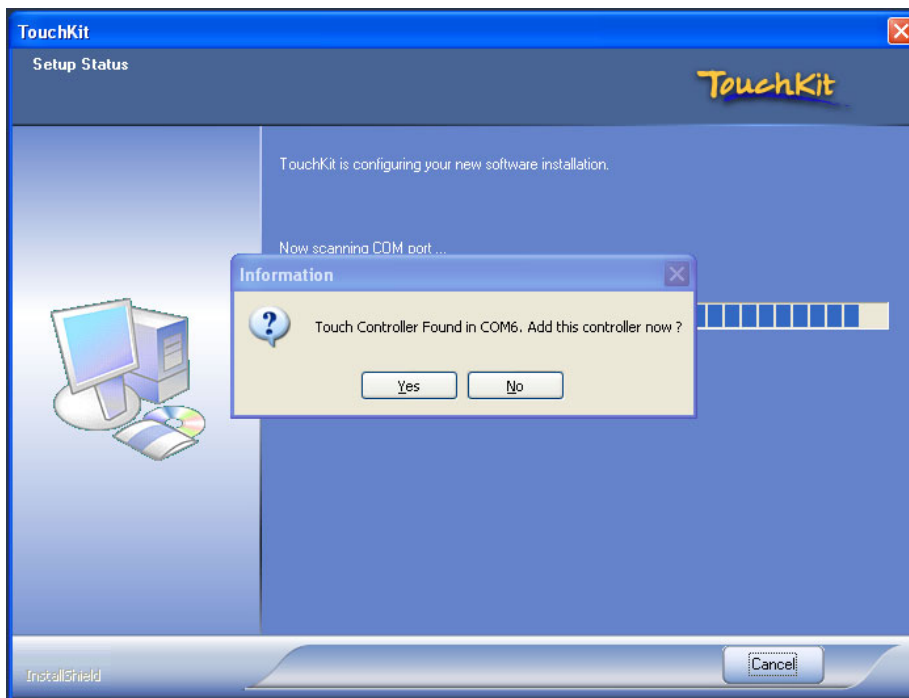 TouchKit
Setup Status
TouchKit
TouchKit is configuring your new software installation.
Now scanning COM port ...
Information
Touch Controller Found in COM6. Add this controller now ?
Yes
No
Cancel
InstallShield